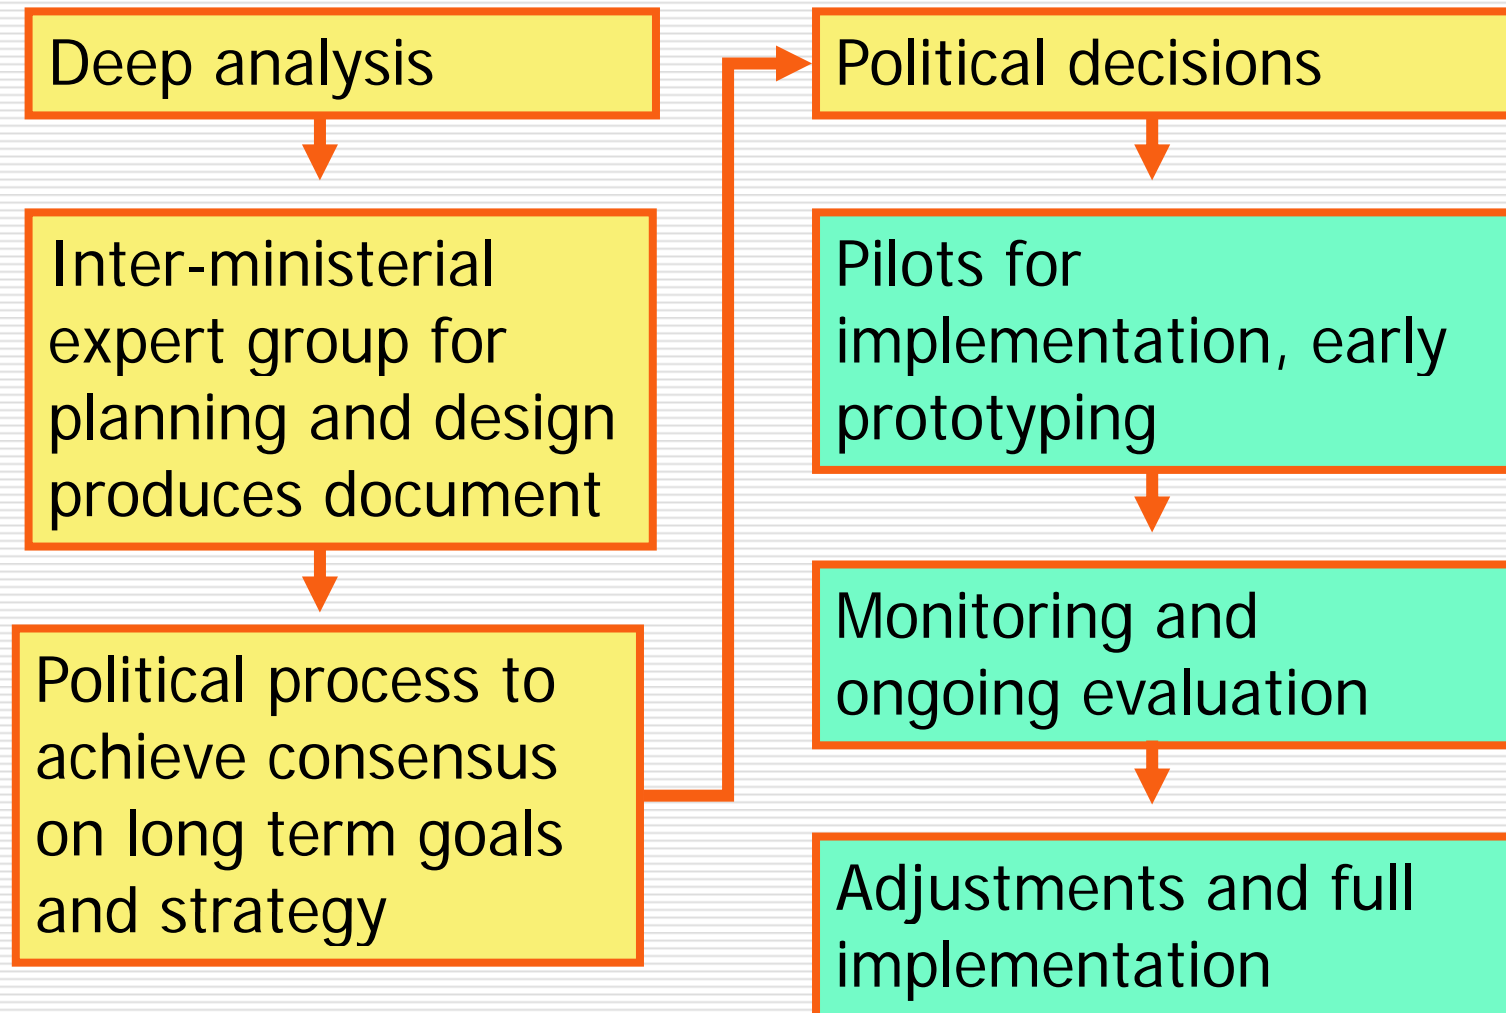 Deep analysis
Inter-ministerial
expert group for
planning and design
produces document
Political process to
achieve consensus
on long term goals
and strategy
Political decisions
Pilots for
implementation, early
prototyping
Monitoring and
ongoing evaluation
Adjustments and full
implementation